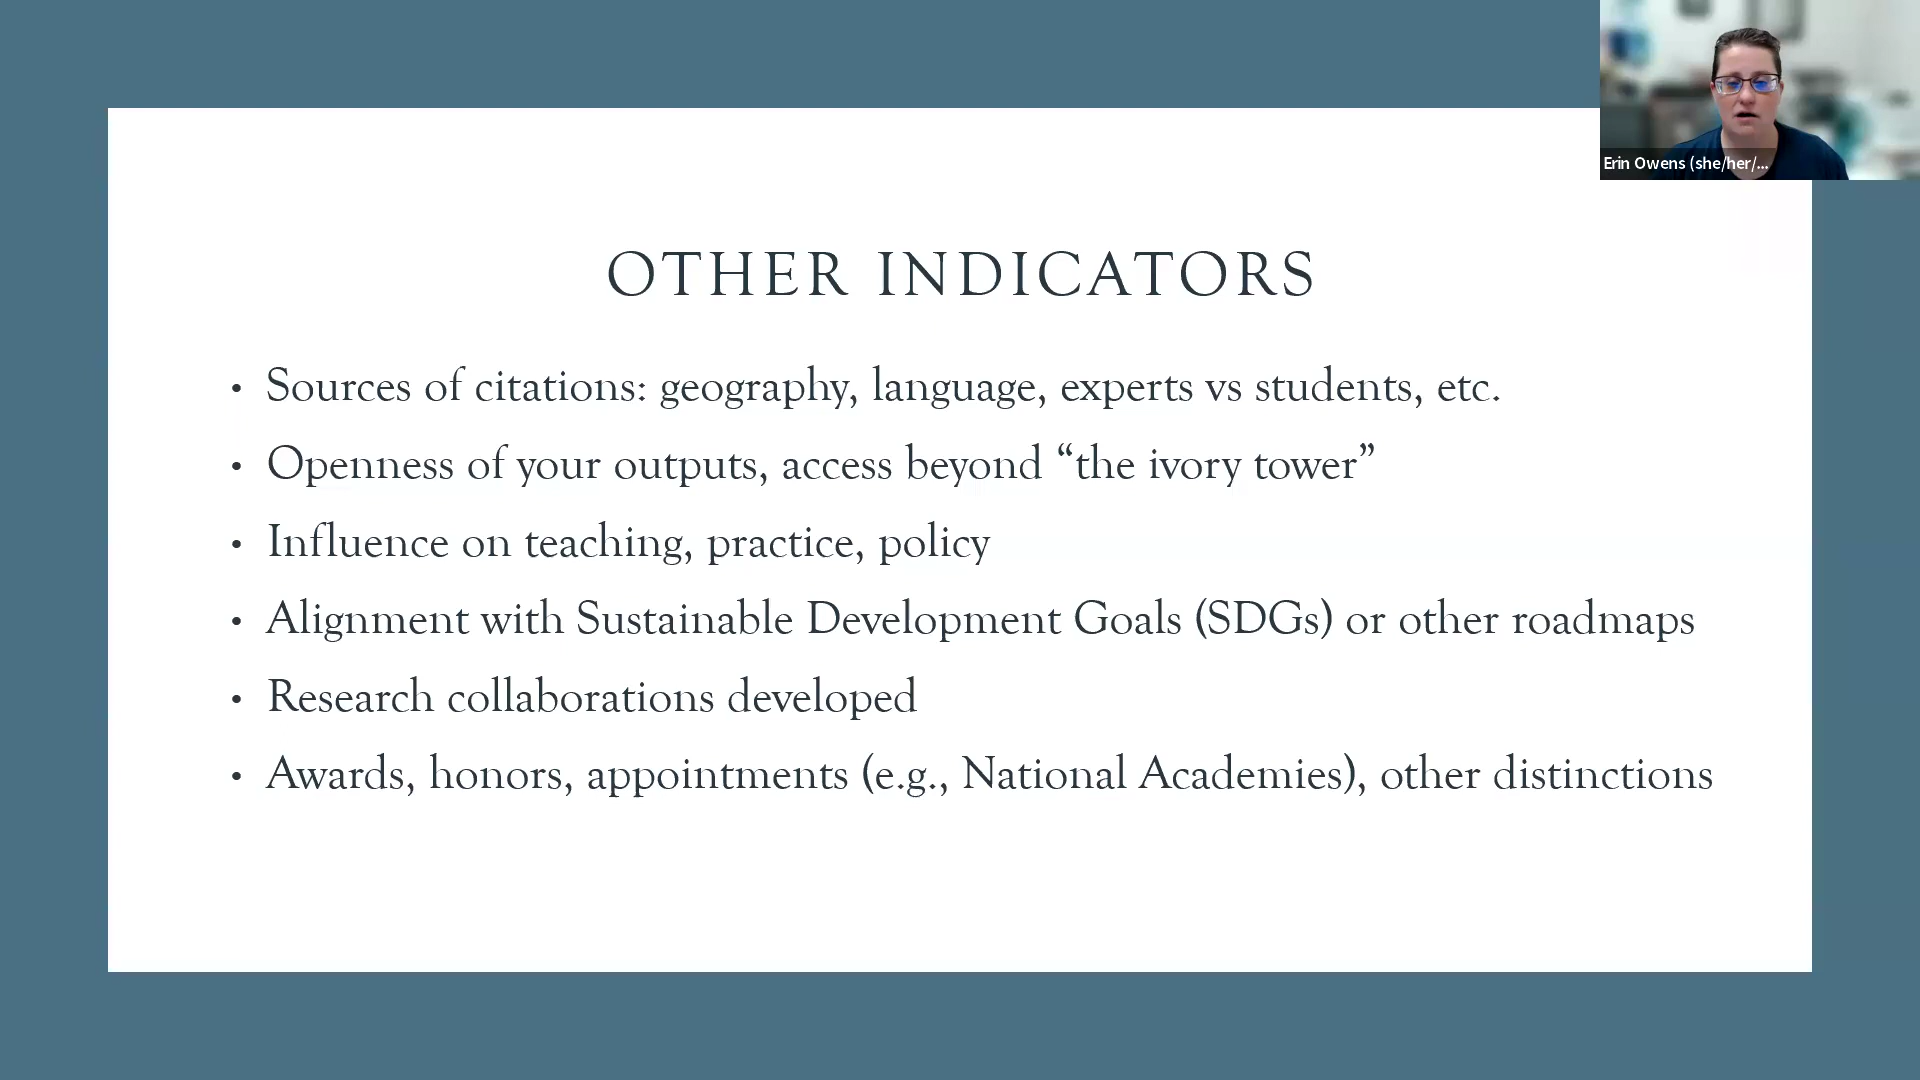 Erin Owens (she/her/...
OTHER INDICATORS
• Sources of citations: geography, language, experts vs students, etc.
• Openness of your outputs, access beyond “the ivory tower”
• Influence on teaching, practice, policy
• Alignment with Sustainable Development Goals (SDGs) or other roadmaps
• Research collaborations developed
• Awards, honors, appointments (e.g., National Academies), other distinctions